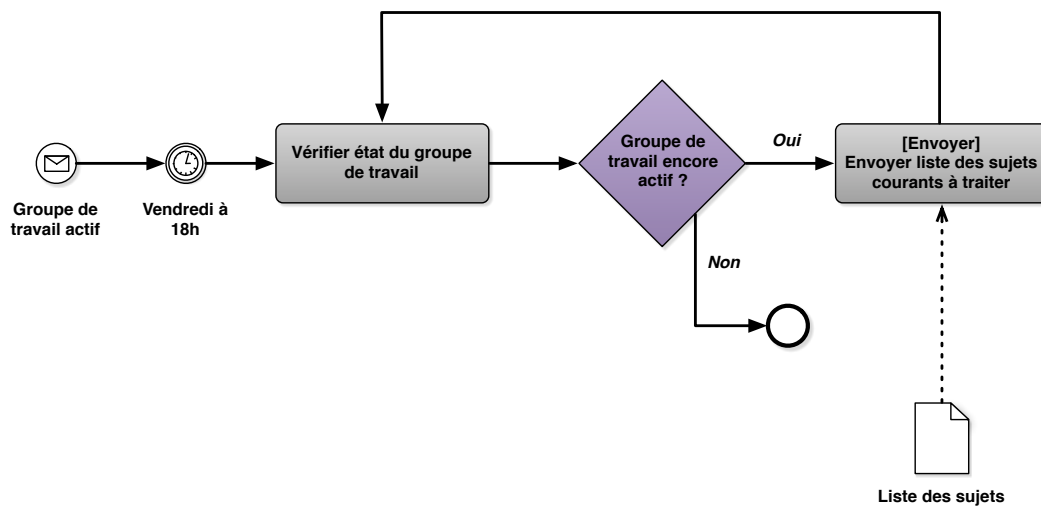 Groupe de
travail actif
Vendredi à
18h
Vérifier état du groupe
de travail
Groupe de
travail encore
actif ?
Oui
Non
[Envoyer]
Envoyer liste des sujets
courants à traiter
Liste des sujets